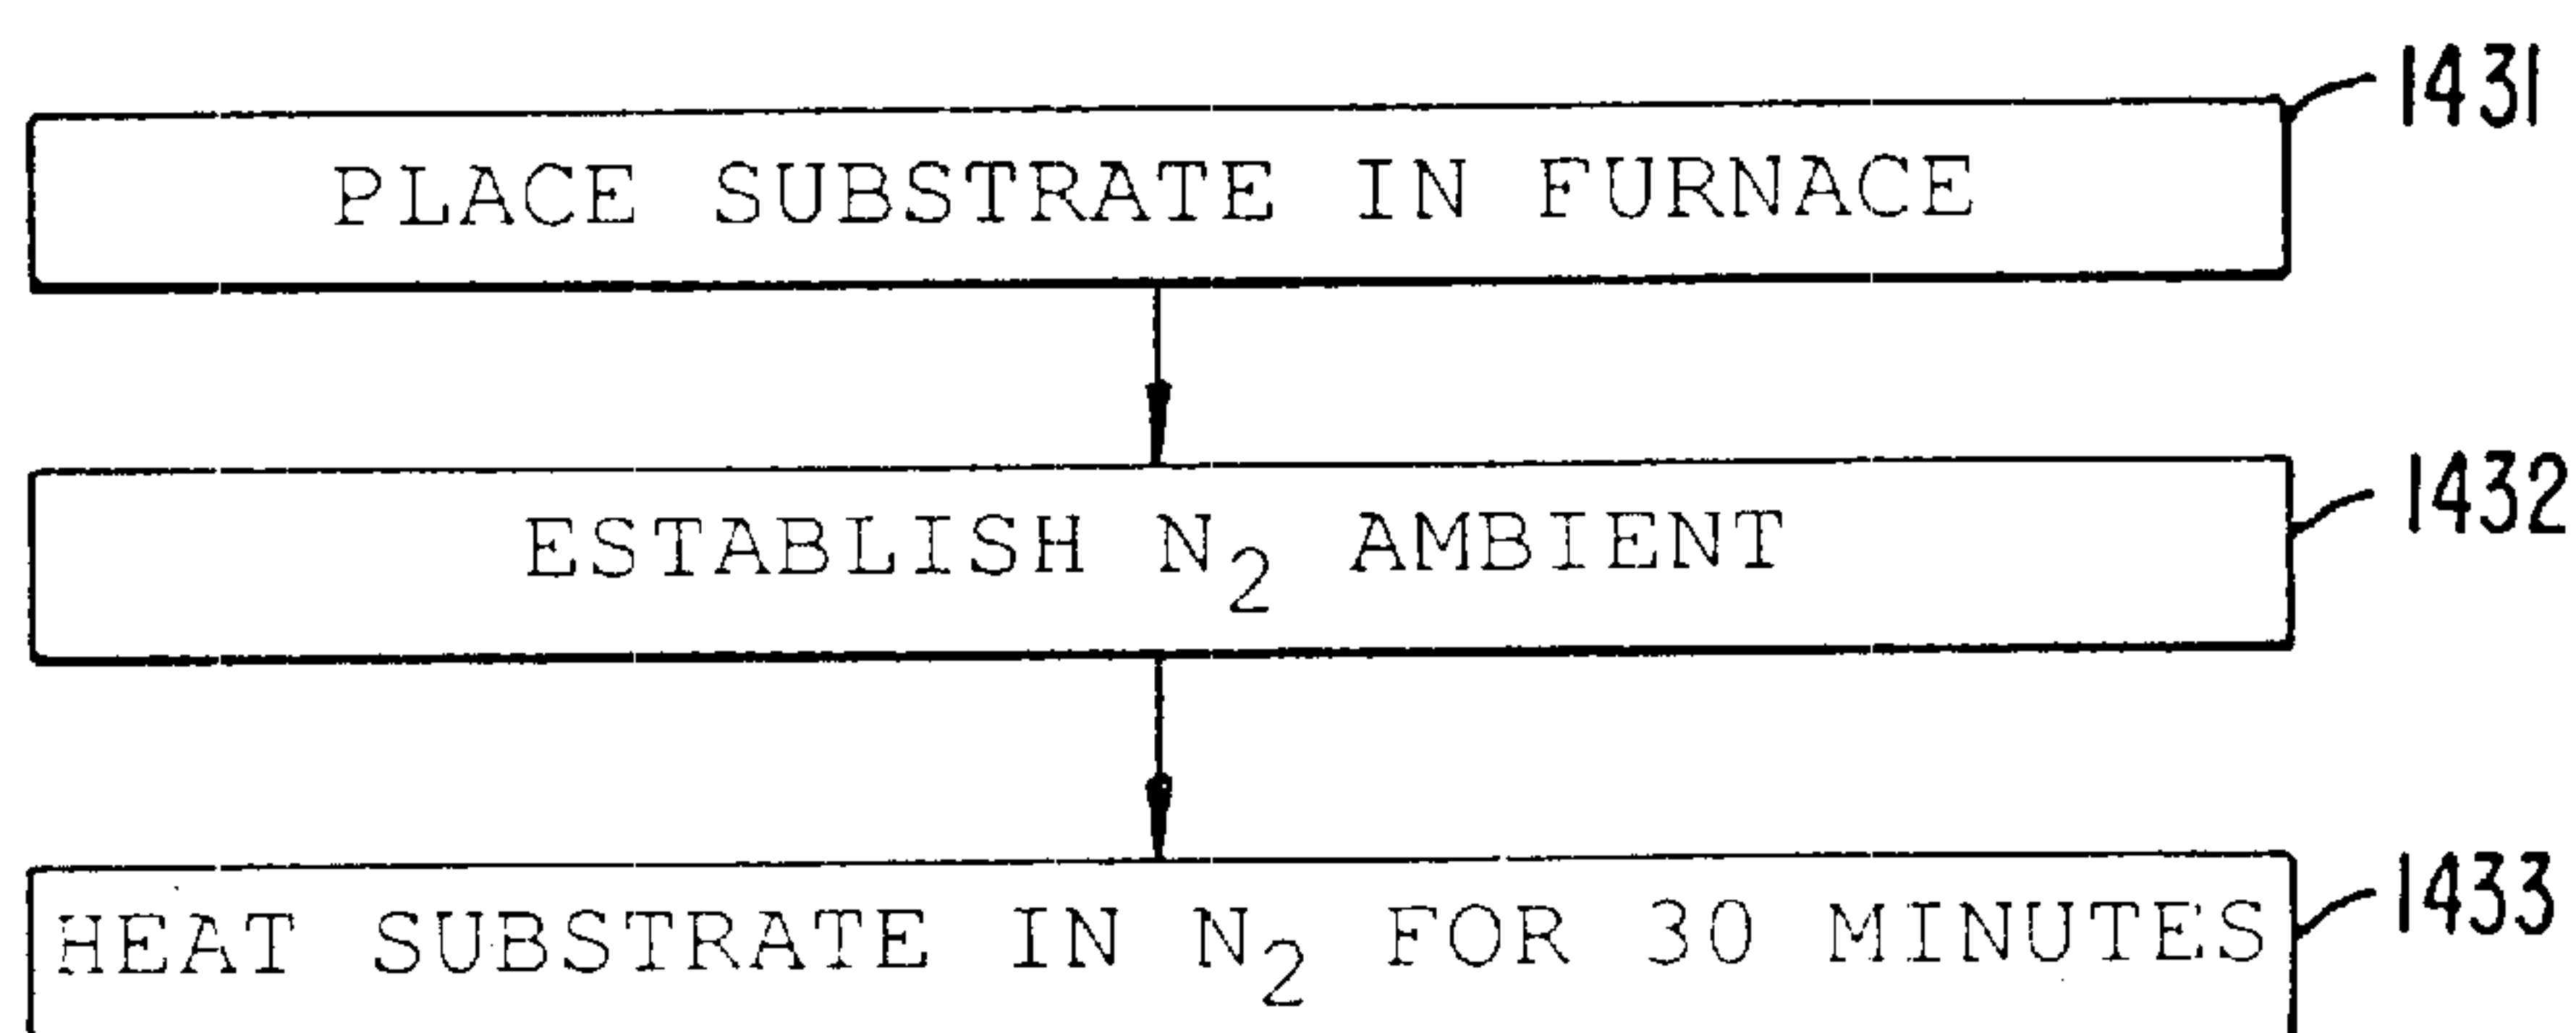 1431
PLACE SUBSTRATE IN FURNACE
1432
ESTABLISH N₂ AMBIENT
1433
HEAT SUBSTRATE IN N₂ FOR 30 MINUTES